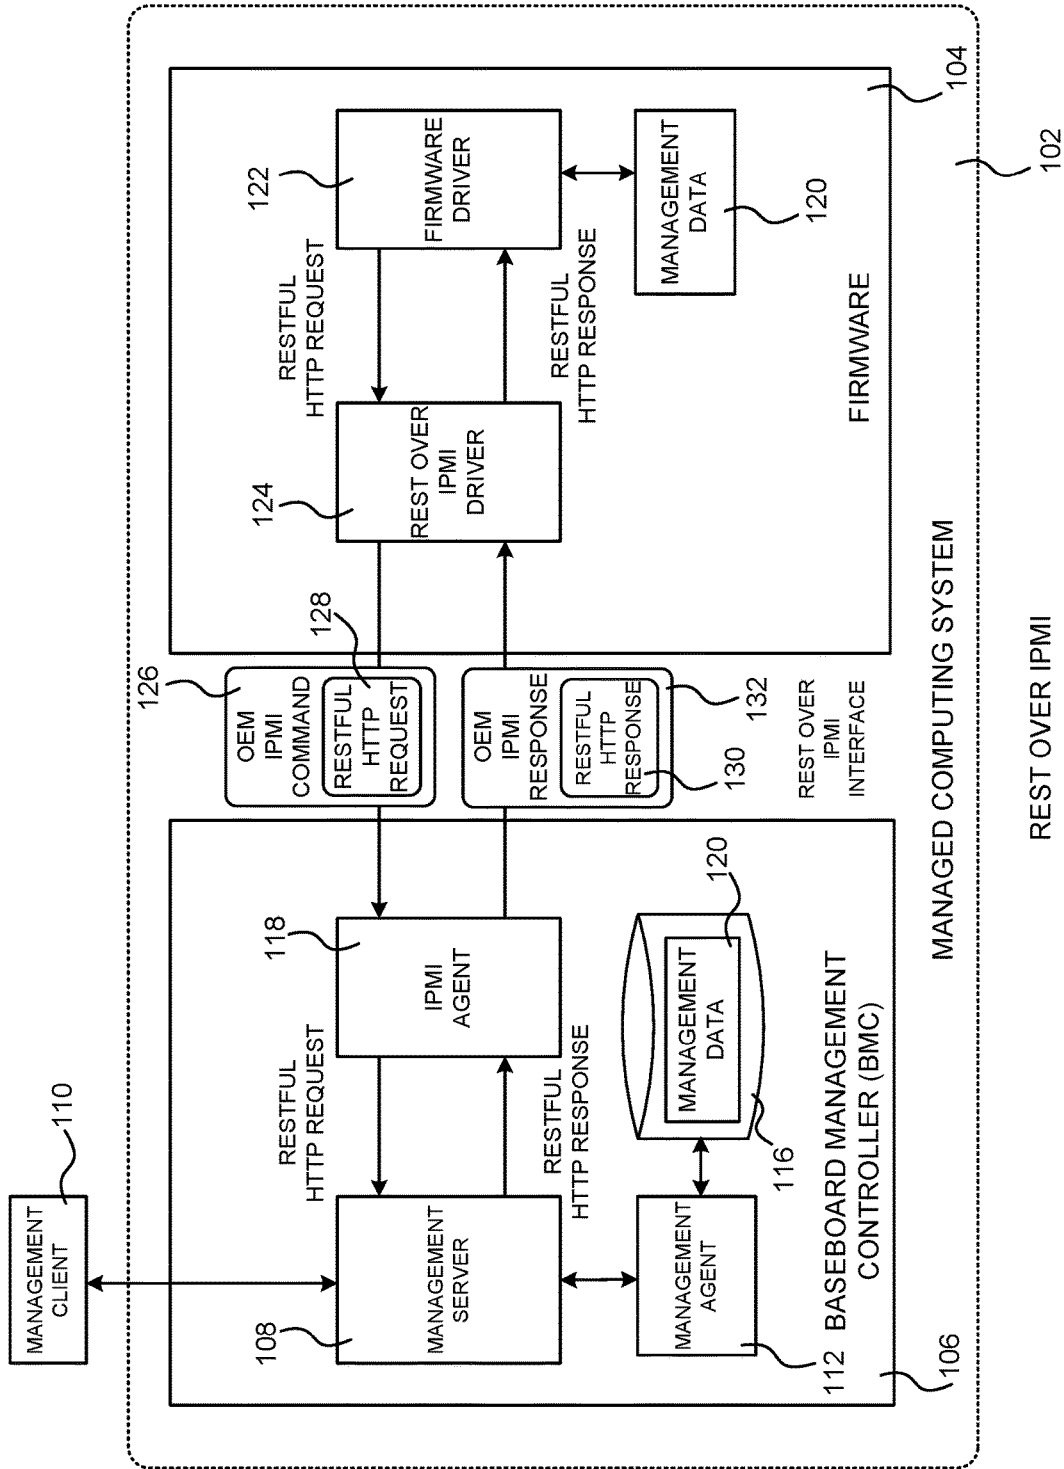 MANAGEMENT
CLIENT
110
108
MANAGEMENT
SERVER
RESTFUL
HTTP REQUEST
RESTFUL
HTTP RESPONSE
118
IPMI
AGENT
MANAGEMENT
AGENT
112
MANAGEMENT
DATA
120
116
BASEBOARD MANAGEMENT
CONTROLLER (BMC)
106
126
OEM
IPMI
COMMAND
128
RESTFUL
HTTP
REQUEST
OEM
IPMI
RESPONSE
RESTFUL
HTTP
RESPONSE
130
132
REST OVER
IPMI
INTERFACE
124
REST OVER
IPMI
DRIVER
RESTFUL
HTTP REQUEST
RESTFUL
HTTP RESPONSE
122
FIRMWARE
DRIVER
MANAGEMENT
DATA
120
FIRMWARE
104
MANAGED COMPUTING SYSTEM
102
REST OVER IPMI